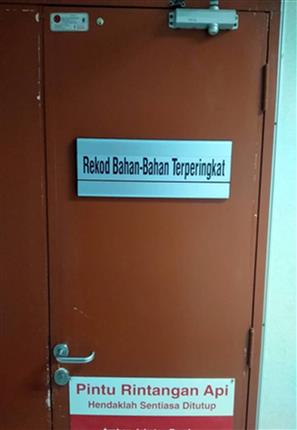 Rekod Bahan-Bahan Terperingkat
Pintu Rintangan Api
Hendaklah Sentiasa Ditutup